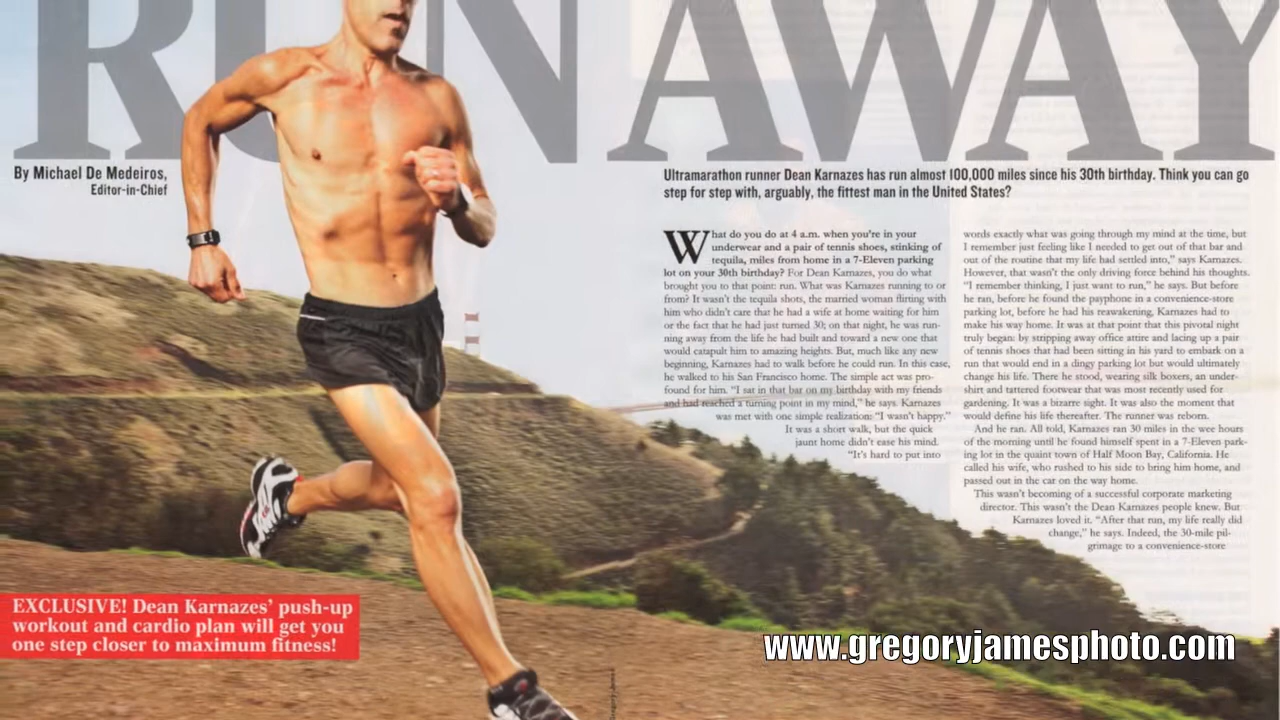 RUN AWAY
By Michael De Medeiros,
Editor-in-Chief
Ultramarathon runner Dean Karnazes has run almost 100,000 miles since his 30th birthday. Think you can go
step for step with, arguably, the fittest man in the United States?
What do you do at 4 a.m. when you're in your
underwear and a pair of tennis shoes, stinking of
tequila, miles from home in a 7-Eleven parking
lot on your 30th birthday? For Dean Karnazes, you do what
brought you to that point: run. What was Karnazes running to or
from? It wasn't the tequila shots, the married woman flirting with
him who didn't care that he had a wife at home waiting for him
or the fact that he had just turned 30; on that night, he was run-
ning away from the life he had built and toward a new one that
would catapult him to amazing heights. But, much like any new
beginning, Karnazes had to walk before he could run. In this case,
he walked to his San Francisco home. The simple act was pro-
found for him. "I sat in that bar on my birthday with my friends
and had reached a turning point in my mind," he says. Karnazes
was met with one simple realization: "I wasn't happy."
It was a short walk, but the quick
jaunt home didn't ease his mind.
"It's hard to put into
words exactly what was going through my mind at the time, but
I remember just feeling like I needed to get out of that bar and
out of the routine that my life had settled into," says Karnazes.
However, that wasn't the only driving force behind his thoughts.
"I remember thinking, I just want to run," he says. But before
he ran, before he found the payphone in a convenience-store
parking lot, before he had his reawakening, Karnazes had to
make his way home. It was at that point that this pivotal night
truly began: by stripping away office attire and lacing up a pair
of tennis shoes that had been sitting in his yard to embark on a
run that would end in a dingy parking lot but would ultimately
change his life. There he stood, wearing silk boxers, an under-
shirt and tattered footwear that was most recently used for
gardening. It was a bizarre sight. It was also the moment that
would define his life thereafter. The runner was reborn.
And he ran. All told, Karnazes ran 30 miles in the wee hours
of the morning until he found himself spent in a 7-Eleven park-
ing lot in the quaint town of Half Moon Bay, California. He
called his wife, who rushed to his side to bring him home, and
passed out in the car on the way home.
This wasn't becoming of a successful corporate marketing
director. This wasn't the Dean Karnazes people knew. But
Karnazes loved it. "After that run, my life really did
change," he says. Indeed, the 30-mile pil-
grimage to a convenience-store
EXCLUSIVE! Dean Karnazes' push-up
workout and cardio plan will get you
one step closer to maximum fitness!
www.gregoryjamesphoto.com